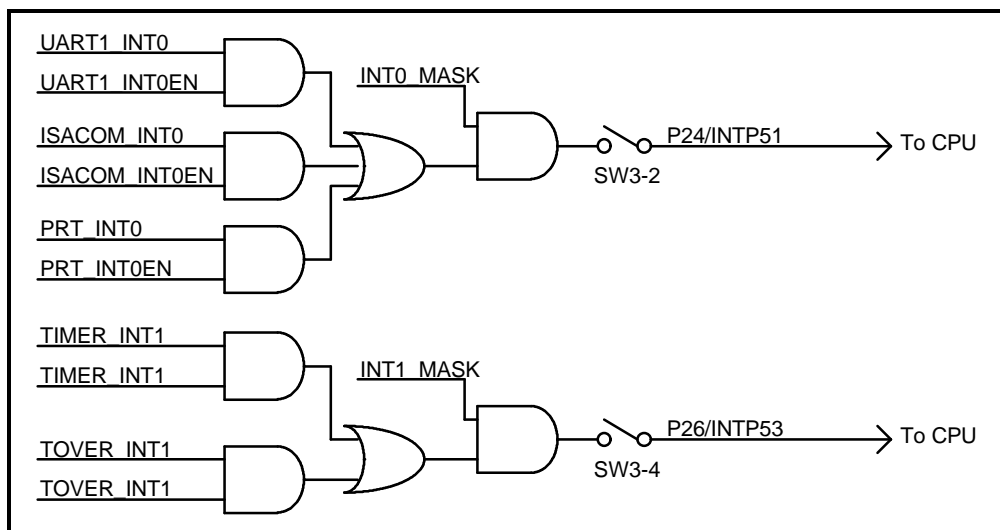 UART1_INT0
UART1_INT0EN
INT0_MASK
ISACOM_INT0
P24/INTP51
To CPU
ISACOM_INT0EN
SW3-2
PRT_INT0
PRT_INT0EN
TIMER_INT1
INT1_MASK
TIMER_INT1
P26/INTP53
To CPU
TOVER_INT1
SW3-4
TOVER_INT1